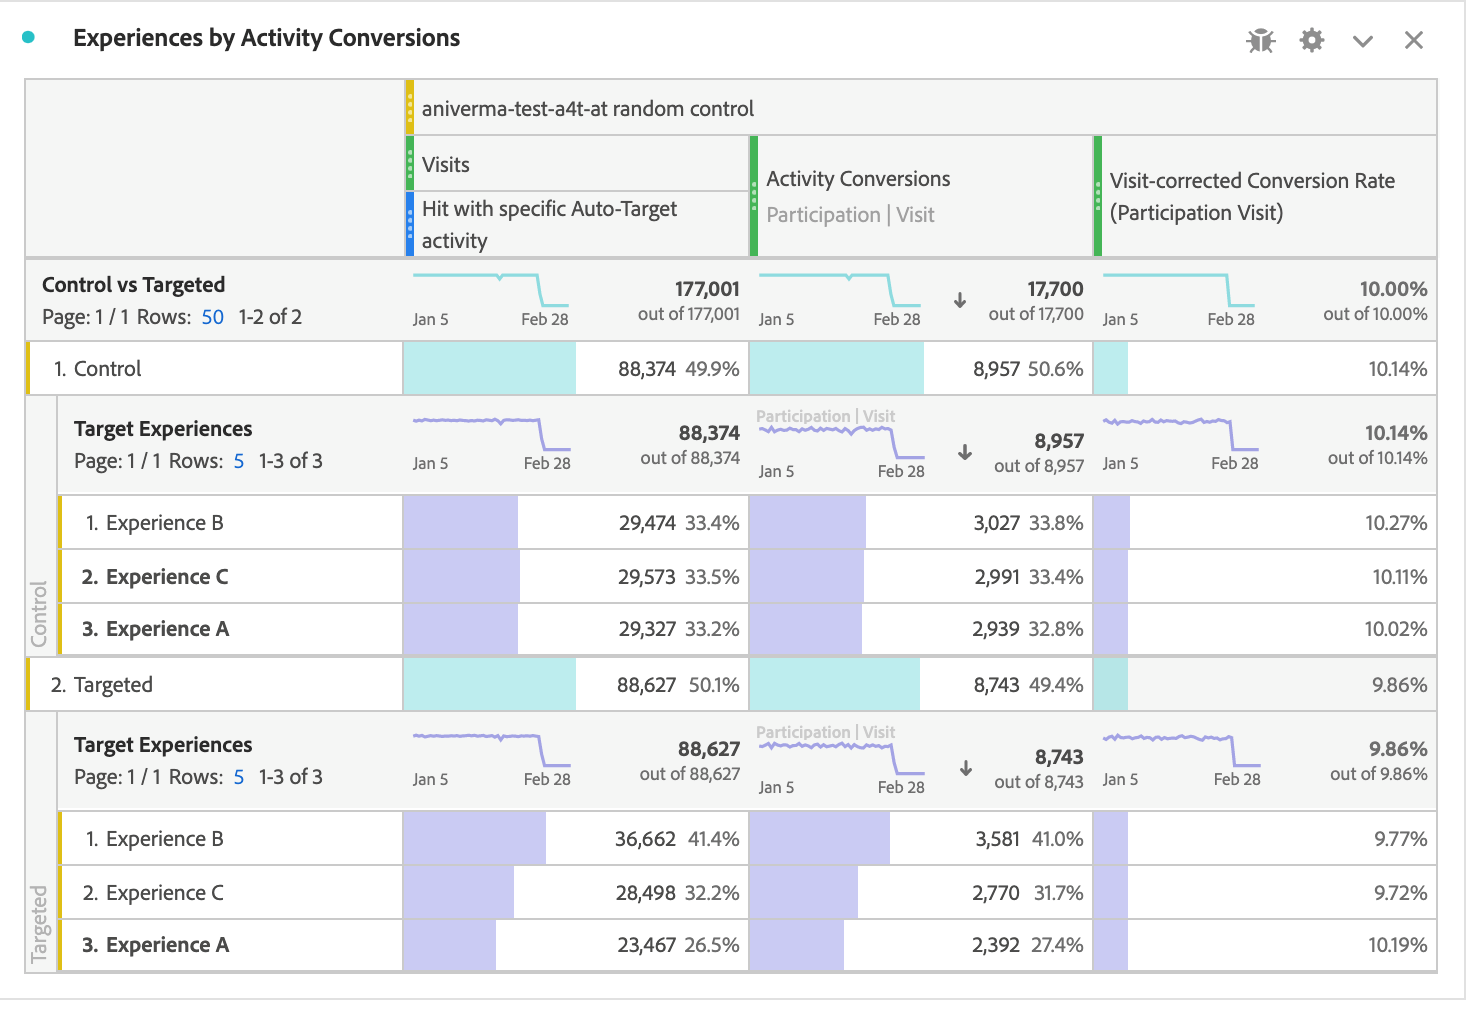 Experiences by Activity Conversions
aniverma-test-a4t-at random control
Visits
Hit with specific Auto-Target
activity
Activity Conversions
Participation | Visit
Visit-corrected Conversion Rate
(Participation Visit)
Control vs Targeted
Page: 1 / 1 Rows: 50 1-2 of 2
Jan 5 Feb 28
177,001
out of 177,001
Jan 5 Feb 28
17,700
out of 17,700
Jan 5 Feb 28
10.00%
out of 10.00%
1. Control 88,374 49.9% 8,957 50.6% 10.14%
Control
Target Experiences
Page: 1 / 1 Rows: 5 1-3 of 3
Jan 5 Feb 28
88,374
out of 88,374
Participation | Visit
Jan 5 Feb 28
8,957
out of 8,957
Jan 5 Feb 28
10.14%
out of 10.14%
1. Experience B 29,474 33.4% 3,027 33.8% 10.27%
2. Experience C 29,573 33.5% 2,991 33.4% 10.11%
3. Experience A 29,327 33.2% 2,939 32.8% 10.02%
2. Targeted 88,627 50.1% 8,743 49.4% 9.86%
Targeted
Target Experiences
Page: 1 / 1 Rows: 5 1-3 of 3
Jan 5 Feb 28
88,627
out of 88,627
Participation | Visit
Jan 5 Feb 28
8,743
out of 8,743
Jan 5 Feb 28
9.86%
out of 9.86%
1. Experience B 36,662 41.4% 3,581 41.0% 9.77%
2. Experience C 28,498 32.2% 2,770 31.7% 9.72%
3. Experience A 23,467 26.5% 2,392 27.4% 10.19%